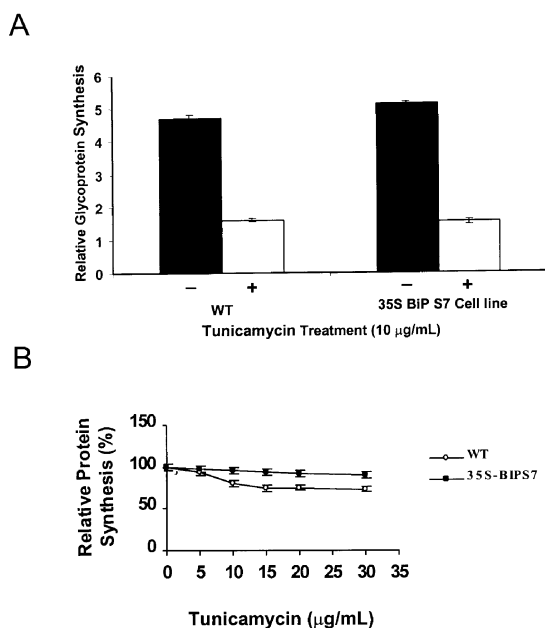 A
Relative Glycoprotein Synthesis
6
5
4
3
2
1
0
– + – +
WT 35S BiP S7 Cell line
Tunicamycin Treatment (10 μg/mL)
B
Relative Protein
Synthesis (%)
150
100
50
0
0 5 10 15 20 25 30 35
Tunicamycin (μg/mL)
WT
35S-BIPS7